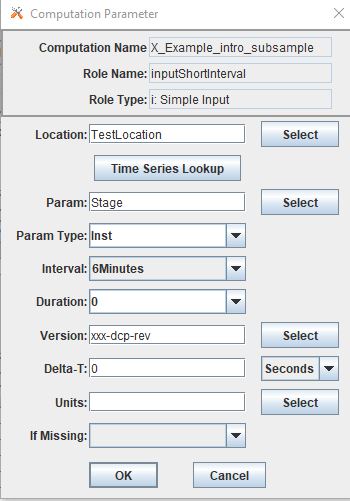 Computation Parameter
Computation Name X_Example_intro_subsample
Role Name: inputShortInterval
Role Type: i: Simple Input
Location: TestLocation Select
Time Series Lookup
Param: Stage Select
Param Type: Inst
Interval: 6Minutes
Duration: 0
Version: xxx-dcp-rev Select
Delta-T: 0 Seconds
Units: Select
If Missing:
OK Cancel